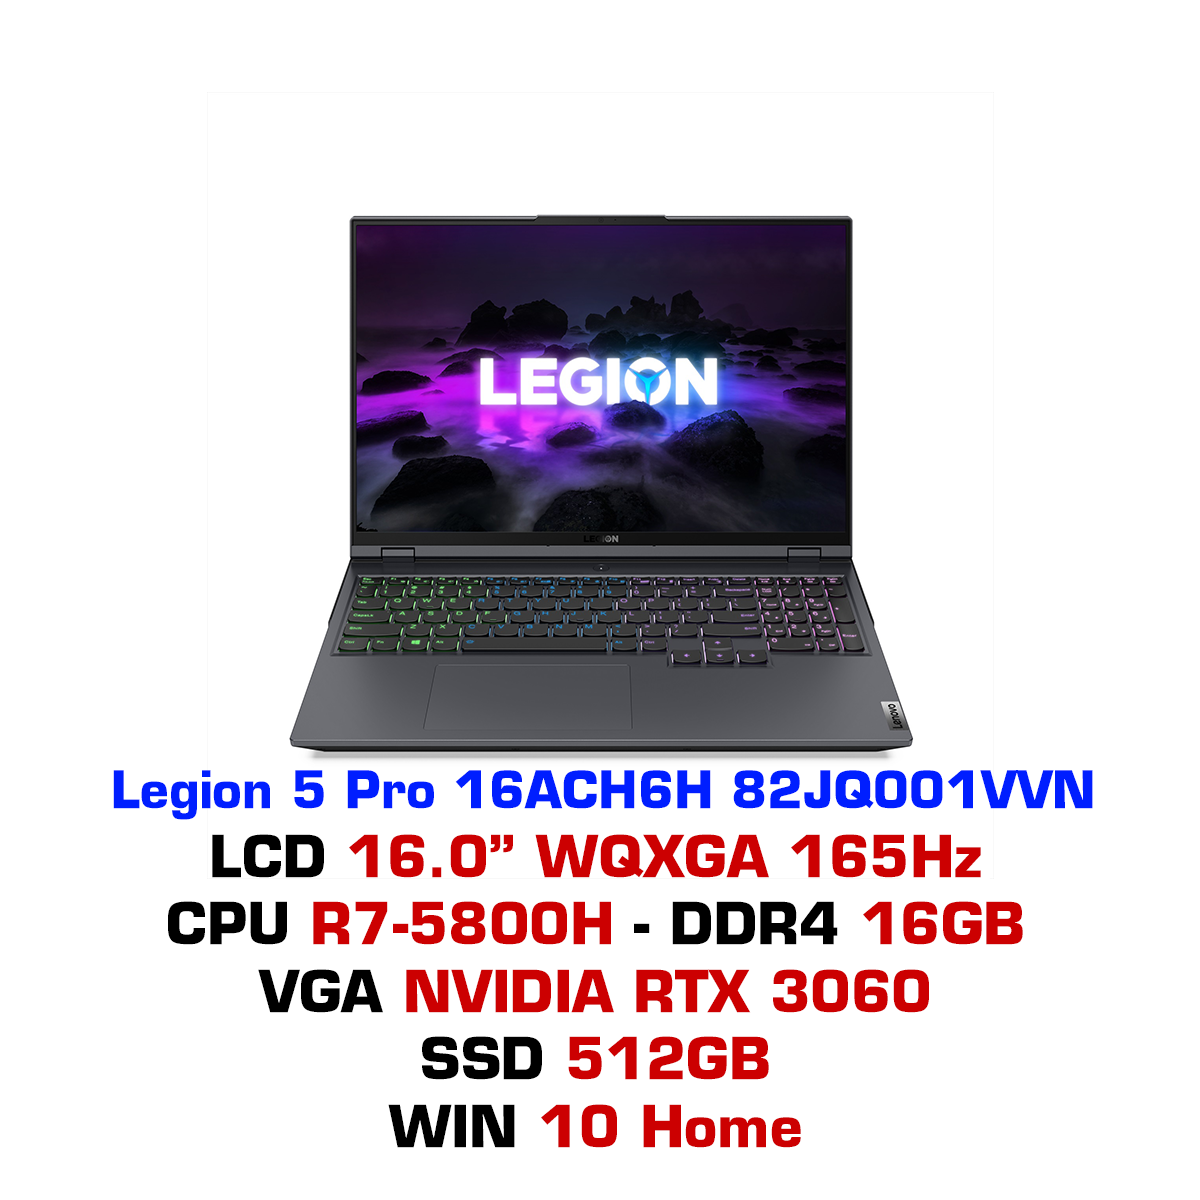 LEGION
LEGION
Lenovo
Legion 5 Pro 16ACH6H 82JQ001VVN
LCD 16.0” WQXGA 165Hz
CPU R7-5800H - DDR4 16GB
VGA NVIDIA RTX 3060
SSD 512GB
WIN 10 Home